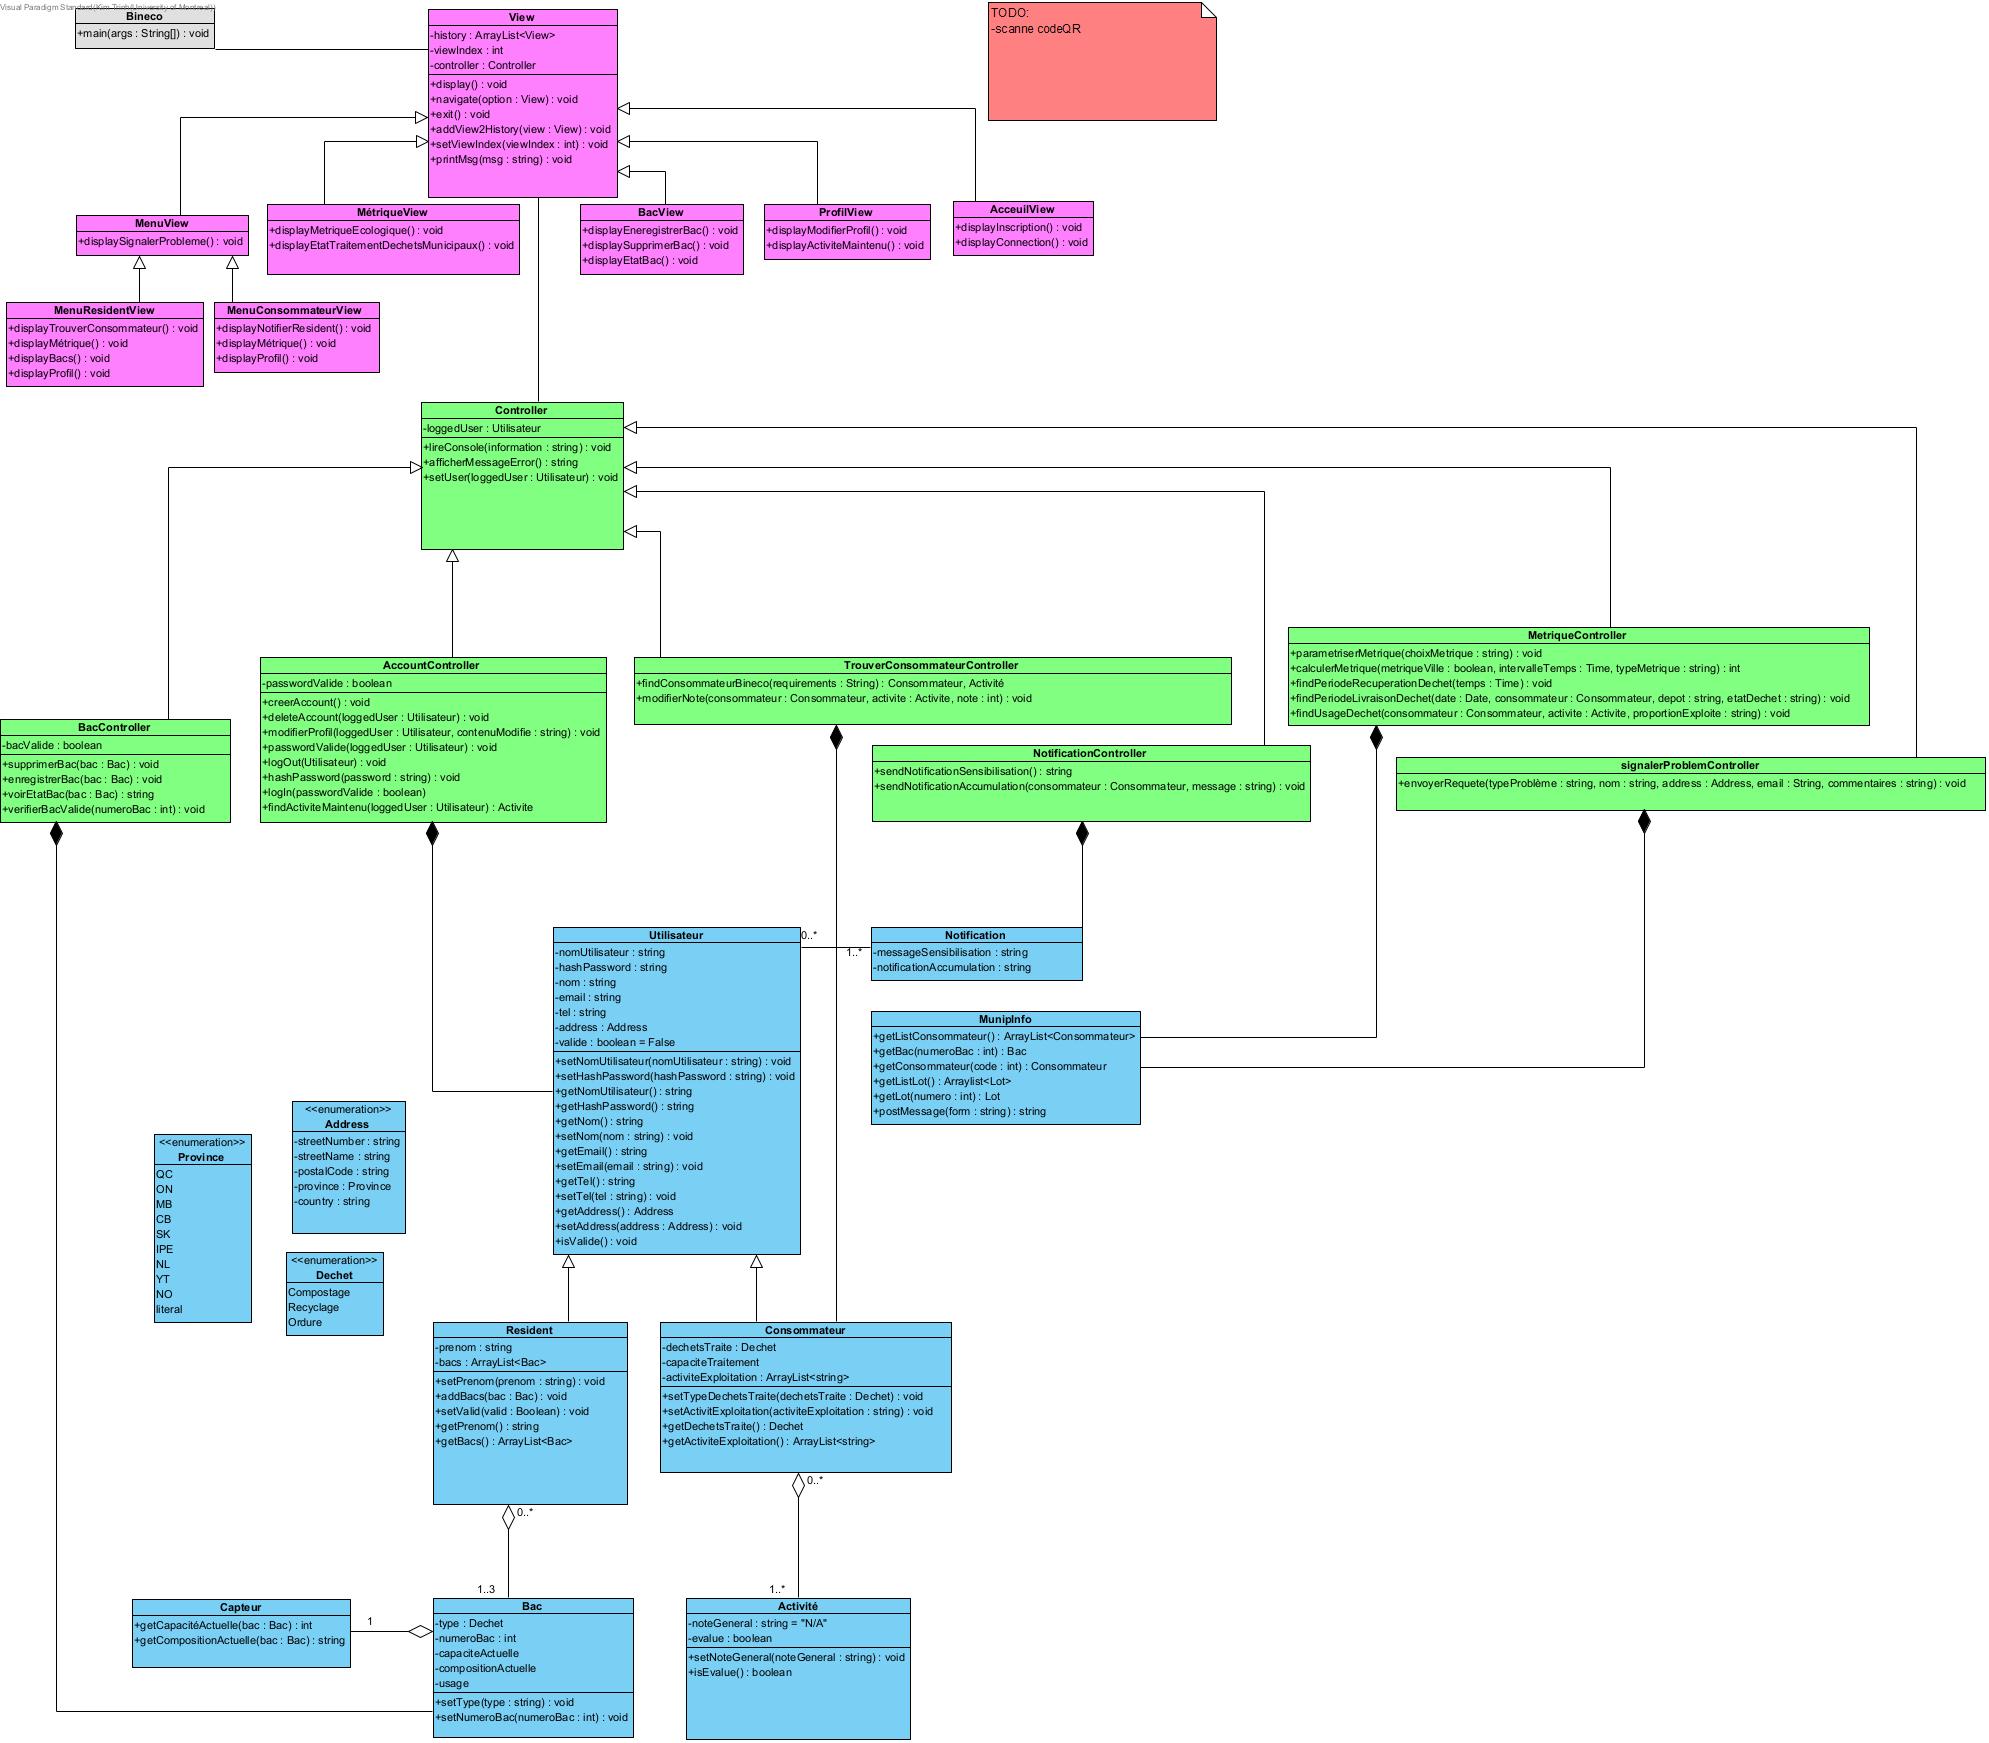 Visual Paradigm Standard(Kim Trinh(University of Montreal))
Bineco
+main(args : String[]) : void
View
-history : ArrayList<View>
-viewIndex : int
-controller : Controller
+display() : void
+navigate(option : View) : void
+exit() : void
+addView2History(view : View) : void
+setViewIndex(viewIndex : int) : void
+printMsg(msg : string) : void
TODO:
-scanne codeQR
MenuView
+displaySignalerProbleme() : void
MétriqueView
+displayMetriqueEcologique() : void
+displayEtatTraitementDechetsMunicipaux() : void
BacView
+displayEneregistrerBac() : void
+displaySupprimerBac() : void
+displayEtatBac() : void
ProfilView
+displayModifierProfil() : void
+displayActiviteMaintenu() : void
AcceuilView
+displayInscription() : void
+displayConnection() : void
MenuResidentView
+displayTrouverConsommateur() : void
+displayMétrique() : void
+displayBacs() : void
+displayProfil() : void
MenuConsommateurView
+displayNotifierResident() : void
+displayMétrique() : void
+displayProfil() : void
Controller
-loggedUser : Utilisateur
+lireConsole(information : string) : void
+afficherMessageError() : string
+setUser(loggedUser : Utilisateur) : void
BacController
-bacValide : boolean
+supprimerBac(bac : Bac) : void
+enregistrerBac(bac : Bac) : void
+voirEtatBac(bac : Bac) : string
+verifierBacValide(numeroBac : int) : void
AccountController
-passwordValide : boolean
+creerAccount() : void
+deleteAccount(loggedUser : Utilisateur) : void
+modifierProfil(loggedUser : Utilisateur, contenuModifie : string) : void
+passwordValide(loggedUser : Utilisateur) : void
+logOut(Utilisateur) : void
+hashPassword(password : string) : void
+logIn(passwordValide : boolean)
+findActiviteMaintenu(loggedUser : Utilisateur) : Activite
TrouverConsommateurController
+findConsommateurBineco(requirements : String) : Consommateur, Activité
+modifierNote(consommateur : Consommateur, activite : Activite, note : int) : void
NotificationController
+sendNotificationSensibilisation() : string
+sendNotificationAccumulation(consommateur : Consommateur, message : string) : void
MetriqueController
+parametriserMetrique(choixMetrique : string) : void
+calculerMetrique(metriqueVille : boolean, intervalleTemps : Time, typeMetrique : string) : int
+findPeriodeRecuperationDechet(temps : Time) : void
+findPeriodeLivraisonDechet(date : Date, consommateur : Consommateur, depot : string, etatDechet : string) : void
+findUsageDechet(consommateur : Consommateur, activite : Activite, proportionExploite : string) : void
signalerProblemController
+envoyerRequete(typeProblème : string, nom : string, address : Address, email : String, commentaires : string) : void
Utilisateur
-nomUtilisateur : string
-hashPassword : string
-nom : string
-email : string
-tel : string
-address : Address
-valide : boolean = False
+setNomUtilisateur(nomUtilisateur : string) : void
+setHashPassword(hashPassword : string) : void
+getNomUtilisateur() : string
+getHashPassword() : string
+getNom() : string
+setNom(nom : string) : void
+getEmail() : string
+setEmail(email : string) : void
+getTel() : string
+setTel(tel : string) : void
+getAddress() : Address
+setAddress(address : Address) : void
+isValide() : void
0..*
1..*
Notification
-messageSensibilisation : string
-notificationAccumulation : string
MunipInfo
+getListConsommateur() : ArrayList<Consommateur>
+getBac(numeroBac : int) : Bac
+getConsommateur(code : int) : Consommateur
+getListLot() : Arraylist<Lot>
+getLot(numero : int) : Lot
+postMessage(form : string) : string
<<enumeration>>
Province
QC
ON
MB
CB
SK
IPE
NL
YT
NO
literal
<<enumeration>>
Address
-streetNumber : string
-streetName : string
-postalCode : string
-province : Province
-country : string
<<enumeration>>
Dechet
Compostage
Recyclage
Ordure
Resident
-prenom : string
-bacs : ArrayList<Bac>
+setPrenom(prenom : string) : void
+addBacs(bac : Bac) : void
+setValid(valid : Boolean) : void
+getPrenom() : string
+getBacs() : ArrayList<Bac>
0..*
1..3
Consommateur
-dechetsTraite : Dechet
-capaciteTraitement
-activiteExploitation : ArrayList<string>
+setTypeDechetsTraite(dechetsTraite : Dechet) : void
+setActivitExploitation(activiteExploitation : string) : void
+getDechetsTraite() : Dechet
+getActiviteExploitation() : ArrayList<string>
0..*
1..*
Capteur
+getCapacitéActuelle(bac : Bac) : int
+getCompositionActuelle(bac : Bac) : string
1
Bac
-type : Dechet
-numeroBac : int
-capaciteActuelle
-compositionActuelle
-usage
+setType(type : string) : void
+setNumeroBac(numeroBac : int) : void
Activité
-noteGeneral : string = "N/A"
-evalue : boolean
+setNoteGeneral(noteGeneral : string) : void
+isEvalue() : boolean